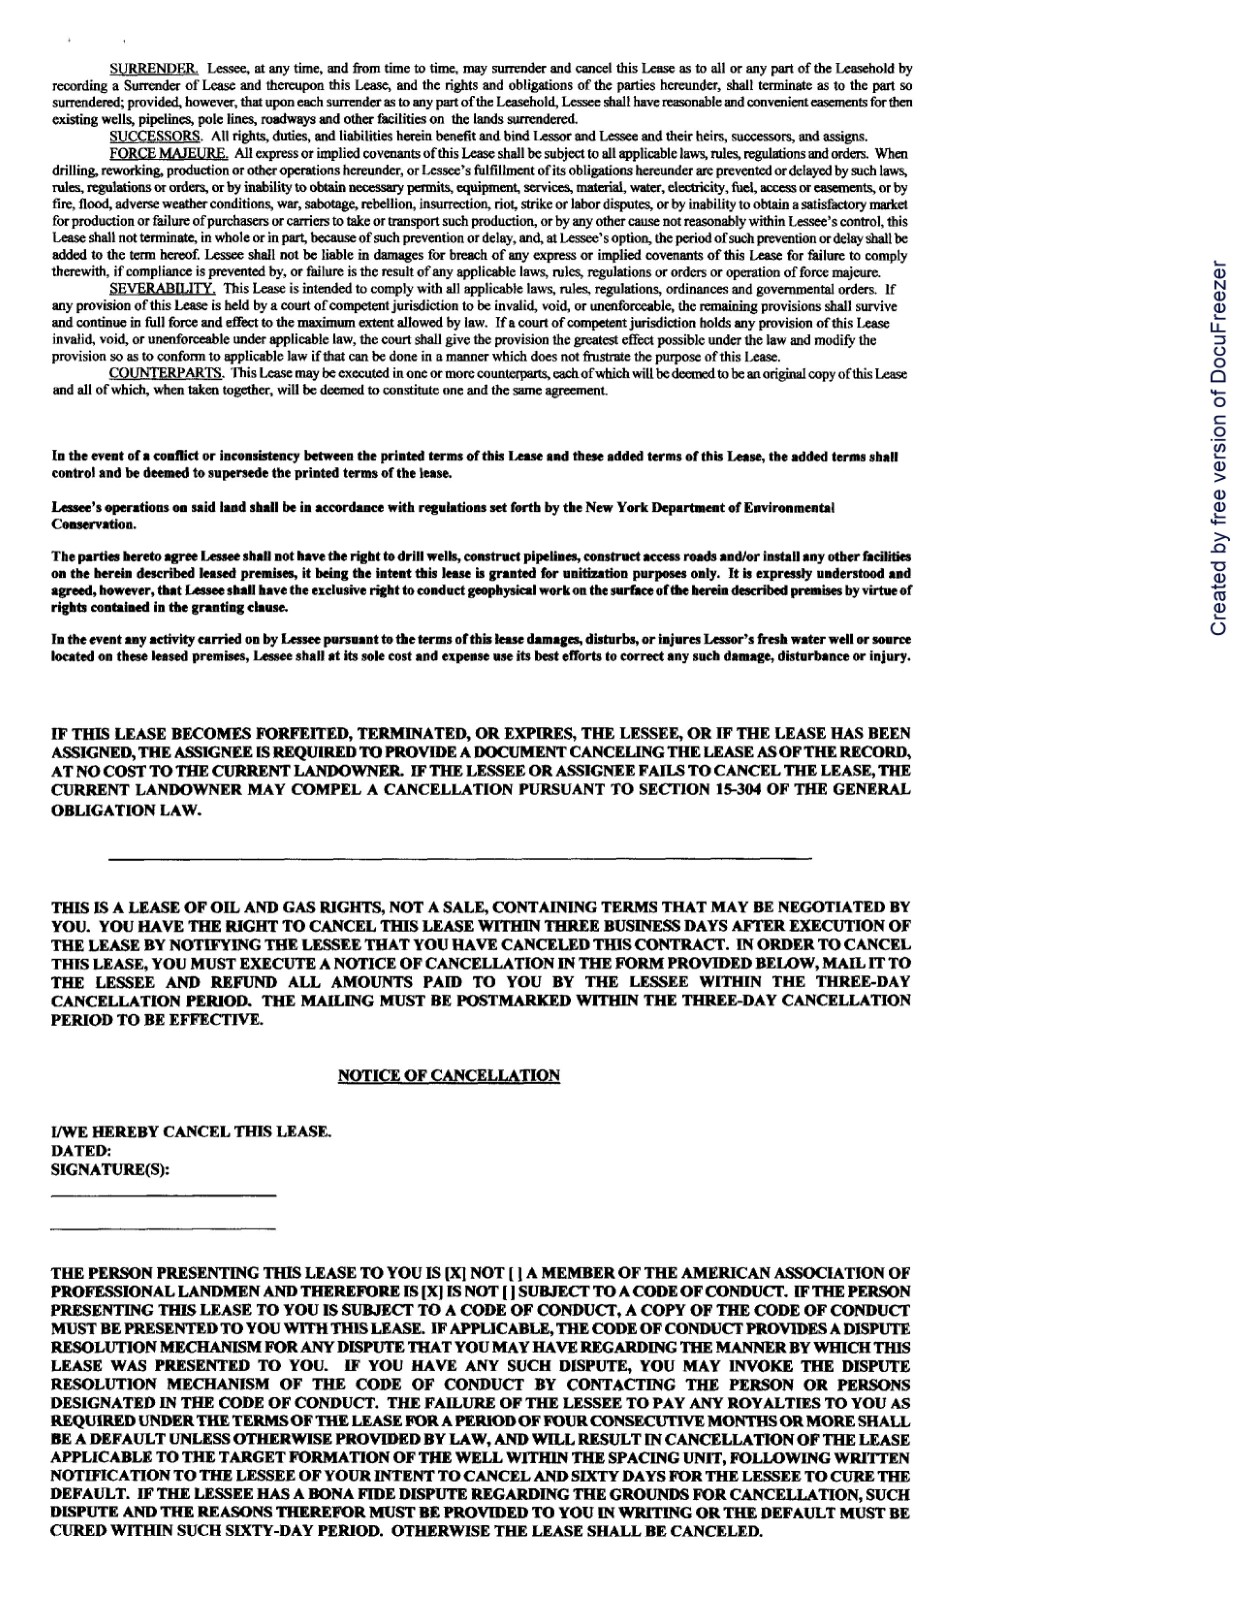 SURRENDER. Lessee, at any time, and from time to time, may surrender and cancel this Lease as to all or any part of the Leasehold by
recording a Surrender of Lease and thereupon this Lease, and the rights and obligations of the parties hereunder, shall terminate as to the part so
surrendered; provided, however, that upon each surrender as to any part of the Leasehold, Lessee shall have reasonable and convenient easements for then
existing wells, pipelines, pole lines, roadways and other facilities on the lands surrendered.
SUCCESSORS. All rights, duties, and liabilities herein benefit and bind Lessor and Lessee and their heirs, successors, and assigns.
FORCE MAJEURE. All express or implied covenants of this Lease shall be subject to all applicable laws, rules, regulations and orders. When
drilling, reworking, production or other operations hereunder, or Lessee's fulfillment of its obligations hereunder are prevented or delayed by such laws,
rules, regulations or orders, or by inability to obtain necessary permits, equipment, services, material, water, electricity, fuel, access or easements, or by
fire, flood, adverse weather conditions, war, sabotage, rebellion, insurrection, riot, strike or labor disputes, or by inability to obtain a satisfactory market
for production or failure of purchasers or carriers to take or transport such production, or by any other cause not reasonably within Lessee's control, this
Lease shall not terminate, in whole or in part, because of such prevention or delay, and, at Lessee's option, the period of such prevention or delay shall be
added to the term hereof. Lessee shall not be liable in damages for breach of any express or implied covenants of this Lease for failure to comply
therewith, if compliance is prevented by, or failure is the result of any applicable laws, rules, regulations or orders or operation of force majeure.
SEVERABILITY. This Lease is intended to comply with all applicable laws, rules, regulations, ordinances and governmental orders. If
any provision of this Lease is held by a court of competent jurisdiction to be invalid, void, or unenforceable, the remaining provisions shall survive
and continue in full force and effect to the maximum extent allowed by law. If a court of competent jurisdiction holds any provision of this Lease
invalid, void, or unenforceable under applicable law, the court shall give the provision the greatest effect possible under the law and modify the
provision so as to conform to applicable law if that can be done in a manner which does not frustrate the purpose of this Lease.
COUNTERPARTS. This Lease may be executed in one or more counterparts, each of which will be deemed to be an original copy of this Lease
and all of which, when taken together, will be deemed to constitute one and the same agreement.
In the event of a conflict or inconsistency between the printed terms of this Lease and these added terms of this Lease, the added terms shall
control and be deemed to supersede the printed terms of the lease.
Lessee's operations on said land shall be in accordance with regulations set forth by the New York Department of Environmental
Conservation.
The parties hereto agree Lessee shall not have the right to drill wells, construct pipelines, construct access roads and/or install any other facilities
on the herein described leased premises, it being the intent this lease is granted for unitization purposes only. It is expressly understood and
agreed, however, that Lessee shall have the exclusive right to conduct geophysical work on the surface of the herein described premises by virtue of
rights contained in the granting clause.
In the event any activity carried on by Lessee pursuant to the terms of this lease damages, disturbs, or injures Lessor's fresh water well or source
located on these leased premises, Lessee shall at its sole cost and expense use its best efforts to correct any such damage, disturbance or injury.
IF THIS LEASE BECOMES FORFEITED, TERMINATED, OR EXPIRES, THE LESSEE, OR IF THE LEASE HAS BEEN
ASSIGNED, THE ASSIGNEE IS REQUIRED TO PROVIDE A DOCUMENT CANCELING THE LEASE AS OF THE RECORD,
AT NO COST TO THE CURRENT LANDOWNER. IF THE LESSEE OR ASSIGNEE FAILS TO CANCEL THE LEASE, THE
CURRENT LANDOWNER MAY COMPEL A CANCELLATION PURSUANT TO SECTION 15-304 OF THE GENERAL
OBLIGATION LAW.
THIS IS A LEASE OF OIL AND GAS RIGHTS, NOT A SALE, CONTAINING TERMS THAT MAY BE NEGOTIATED BY
YOU. YOU HAVE THE RIGHT TO CANCEL THIS LEASE WITHIN THREE BUSINESS DAYS AFTER EXECUTION OF
THE LEASE BY NOTIFYING THE LESSEE THAT YOU HAVE CANCELED THIS CONTRACT. IN ORDER TO CANCEL
THIS LEASE, YOU MUST EXECUTE A NOTICE OF CANCELLATION IN THE FORM PROVIDED BELOW, MAIL IT TO
THE LESSEE AND REFUND ALL AMOUNTS PAID TO YOU BY THE LESSEE WITHIN THE THREE-DAY
CANCELLATION PERIOD. THE MAILING MUST BE POSTMARKED WITHIN THE THREE-DAY CANCELLATION
PERIOD TO BE EFFECTIVE.
NOTICE OF CANCELLATION
I/WE HEREBY CANCEL THIS LEASE.
DATED:
SIGNATURE(S):
THE PERSON PRESENTING THIS LEASE TO YOU IS [X] NOT [ ] A MEMBER OF THE AMERICAN ASSOCIATION OF
PROFESSIONAL LANDMEN AND THEREFORE IS [X] IS NOT [ ] SUBJECT TO A CODE OF CONDUCT. IF THE PERSON
PRESENTING THIS LEASE TO YOU IS SUBJECT TO A CODE OF CONDUCT, A COPY OF THE CODE OF CONDUCT
MUST BE PRESENTED TO YOU WITH THIS LEASE. IF APPLICABLE, THE CODE OF CONDUCT PROVIDES A DISPUTE
RESOLUTION MECHANISM FOR ANY DISPUTE THAT YOU MAY HAVE REGARDING THE MANNER BY WHICH THIS
LEASE WAS PRESENTED TO YOU. IF YOU HAVE ANY SUCH DISPUTE, YOU MAY INVOKE THE DISPUTE
RESOLUTION MECHANISM OF THE CODE OF CONDUCT BY CONTACTING THE PERSON OR PERSONS
DESIGNATED IN THE CODE OF CONDUCT. THE FAILURE OF THE LESSEE TO PAY ANY ROYALTIES TO YOU AS
REQUIRED UNDER THE TERMS OF THE LEASE FOR A PERIOD OF FOUR CONSECUTIVE MONTHS OR MORE SHALL
BE A DEFAULT UNLESS OTHERWISE PROVIDED BY LAW, AND WILL RESULT IN CANCELLATION OF THE LEASE
APPLICABLE TO THE TARGET FORMATION OF THE WELL WITHIN THE SPACING UNIT, FOLLOWING WRITTEN
NOTIFICATION TO THE LESSEE OF YOUR INTENT TO CANCEL AND SIXTY DAYS FOR THE LESSEE TO CURE THE
DEFAULT. IF THE LESSEE HAS A BONA FIDE DISPUTE REGARDING THE GROUNDS FOR CANCELLATION, SUCH
DISPUTE AND THE REASONS THEREFOR MUST BE PROVIDED TO YOU IN WRITING OR THE DEFAULT MUST BE
CURED WITHIN SUCH SIXTY-DAY PERIOD. OTHERWISE THE LEASE SHALL BE CANCELED.
Created by free version of DocuFreezer